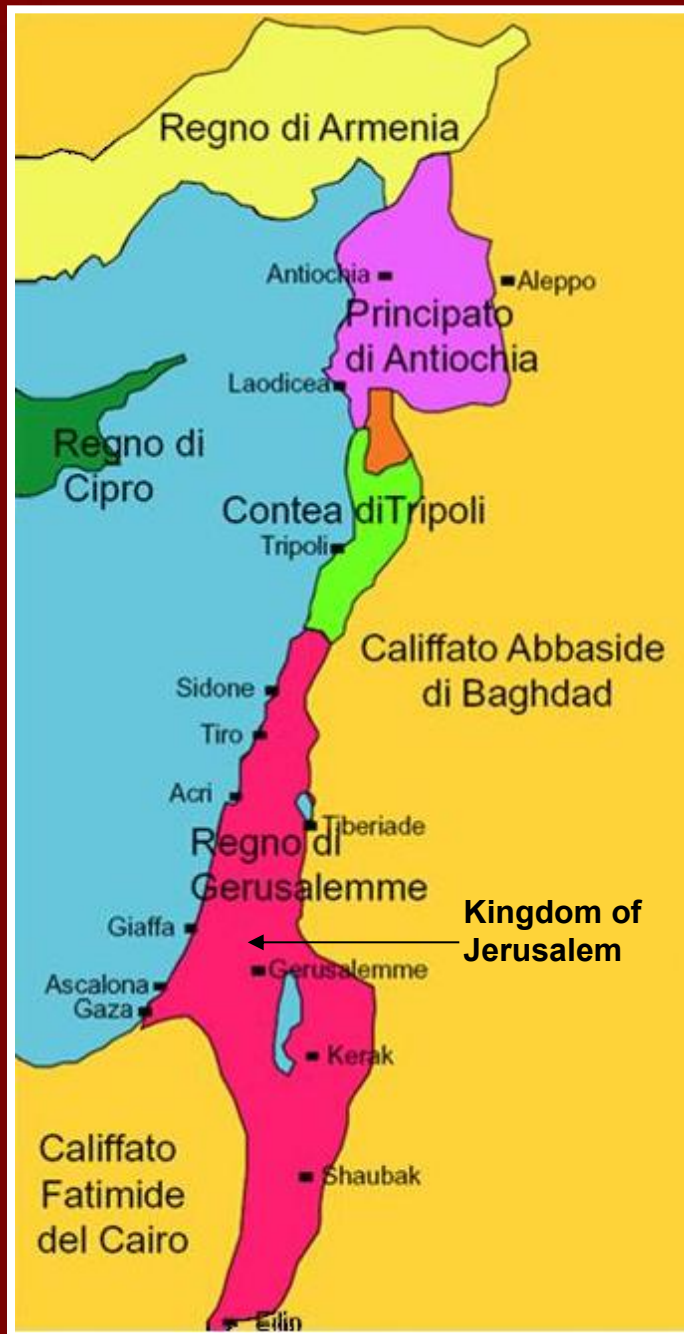 Regno di Armenia
Antiochia
Aleppo
Principato
di Antiochia
Laodicea
Regno di
Cipro
Contea diTripoli
Tripoli
Califfato Abbaside
di Baghdad
Sidone
Tiro
Acri
Tiberiade
Regno di
Gerusalemme
Kingdom of
Jerusalem
Giaffa
Gerusalemme
Ascalona
Gaza
Kerak
Califfato
Fatimide
del Cairo
Shaubak